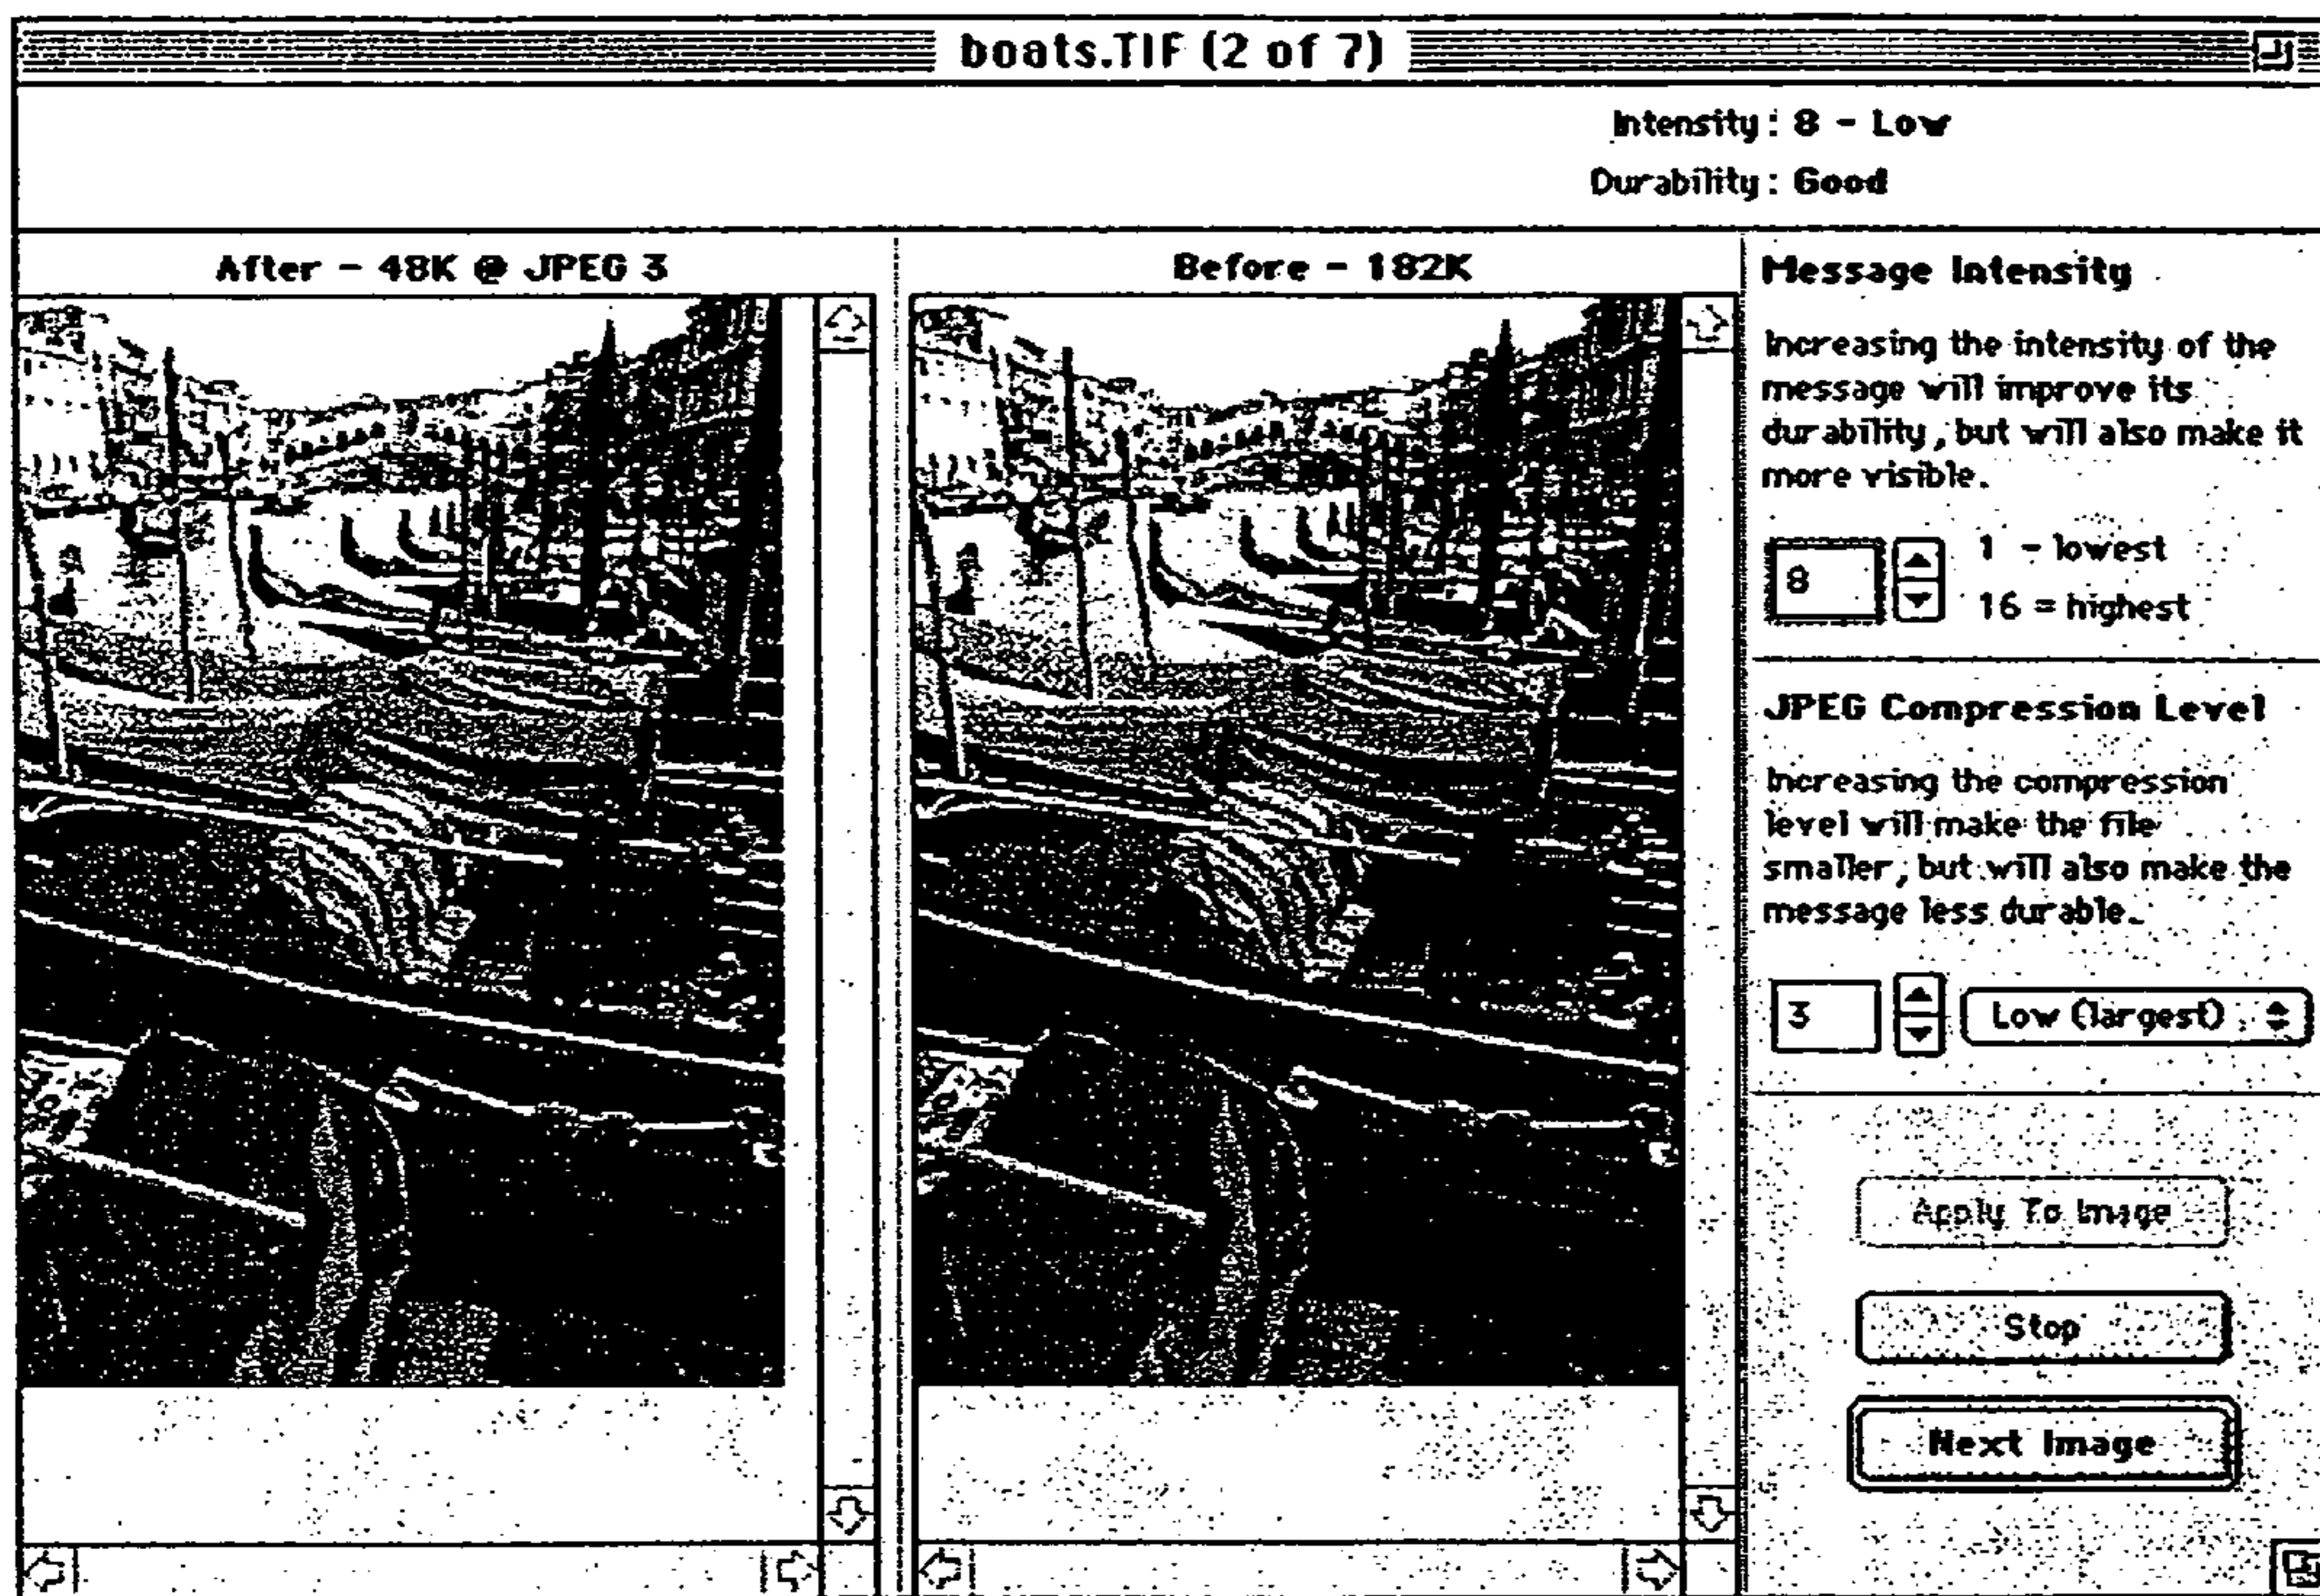 boats.TIF (2 of 7)
Intensity: 8 - Low
Durability: Good
After - 48K @ JPEG 3
Before - 182K
Message Intensity
Increasing the intensity of the
message will improve its
durability, but will also make it
more visible.
8
1 - lowest
16 = highest
JPEG Compression Level
Increasing the compression
level will make the file
smaller, but will also make the
message less durable.
3
Low (largest)
Apply To Image
Stop
Next Image